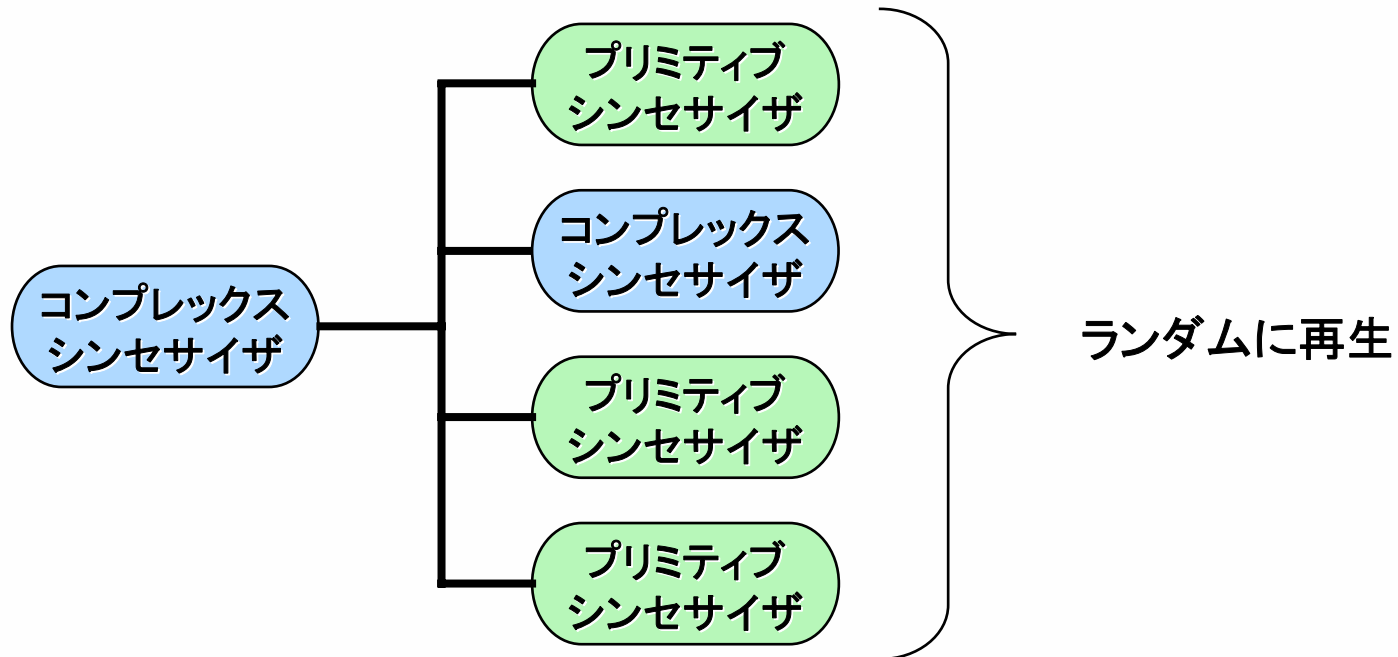 プリミティブ
シンセサイザ
コンプレックス
シンセサイザ
コンプレックス
シンセサイザ
プリミティブ
シンセサイザ
プリミティブ
シンセサイザ
ランダムに再生